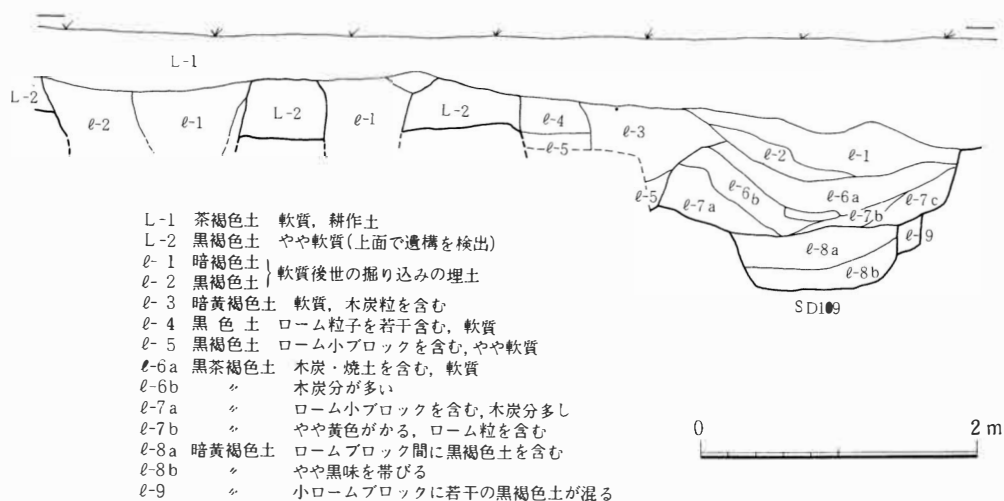 L-1
L-2
ℓ-2
ℓ-1
L-2
ℓ-1
L-2
ℓ-4
ℓ-5
ℓ-3
ℓ-2
ℓ-1
ℓ-5
ℓ-7a
ℓ-6b
ℓ-6a
ℓ-7b
ℓ-7c
ℓ-8a
ℓ-9
ℓ-8b
SD109
L-1 茶褐色土 軟質，耕作土
L-2 黒褐色土 やや軟質(上面で遺構を検出)
ℓ-1 暗褐色土
ℓ-2 黒褐色土 } 軟質後世の掘り込みの埋土
ℓ-3 暗黄褐色土 軟質，木炭粒を含む
ℓ-4 黒色土 ローム粒子を若干含む，軟質
ℓ-5 黒褐色土 ローム小ブロックを含む，やや軟質
ℓ-6a 黒茶褐色土 木炭・焼土を含む，軟質
ℓ-6b 〃 木炭分が多い
ℓ-7a 〃 ローム小ブロックを含む，木炭分多し
ℓ-7b 〃 やや黄色がかる，ローム粒を含む
ℓ-8a 暗黄褐色土 ロームブロック間に黒褐色土を含む
ℓ-8b 〃 やや黒味を帯びる
ℓ-9 〃 小ロームブロックに若干の黒褐色土が混る
0 2 m